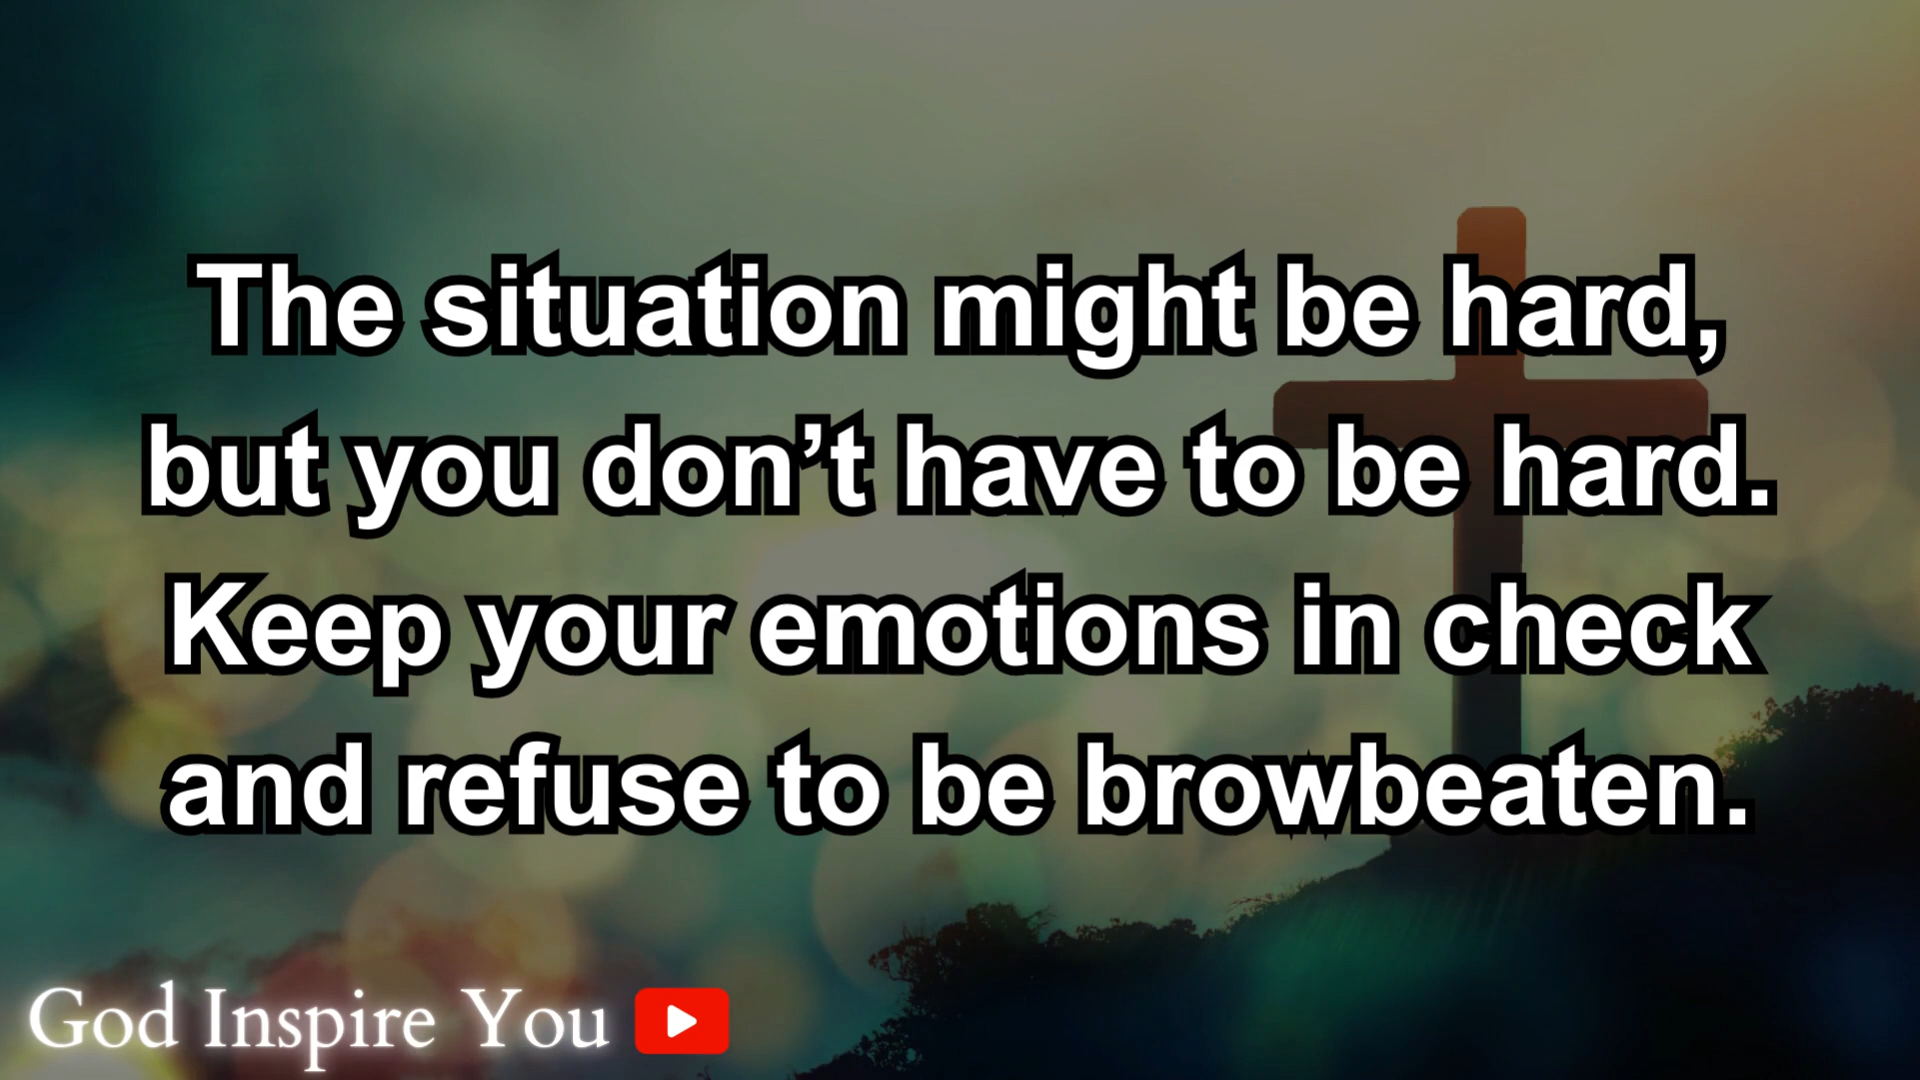 The situation might be hard,
but you don’t have to be hard.
Keep your emotions in check
and refuse to be browbeaten.
God Inspire You